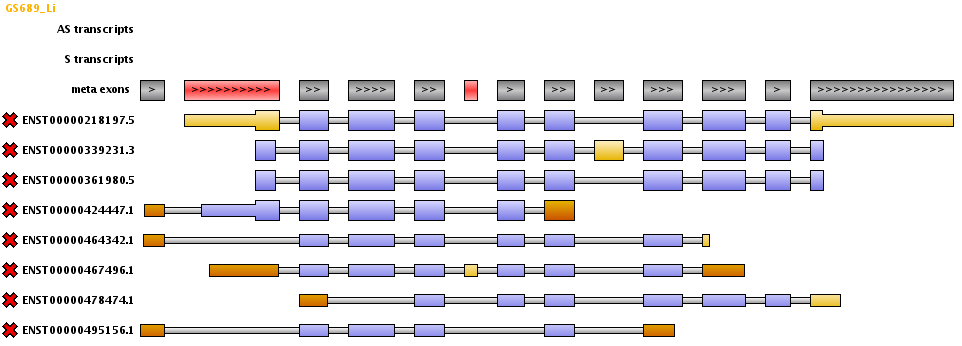 GS689_Li
AS transcripts
S transcripts
meta exons > >>>>>>>>>> >> >>>> >> > >> >> >>> >>>> > >>>>>>>>>>>>>>>>
ENST00000218197.5
ENST00000339231.3
ENST00000361980.5
ENST00000424447.1
ENST00000464342.1
ENST00000467496.1
ENST00000478474.1
ENST00000495156.1